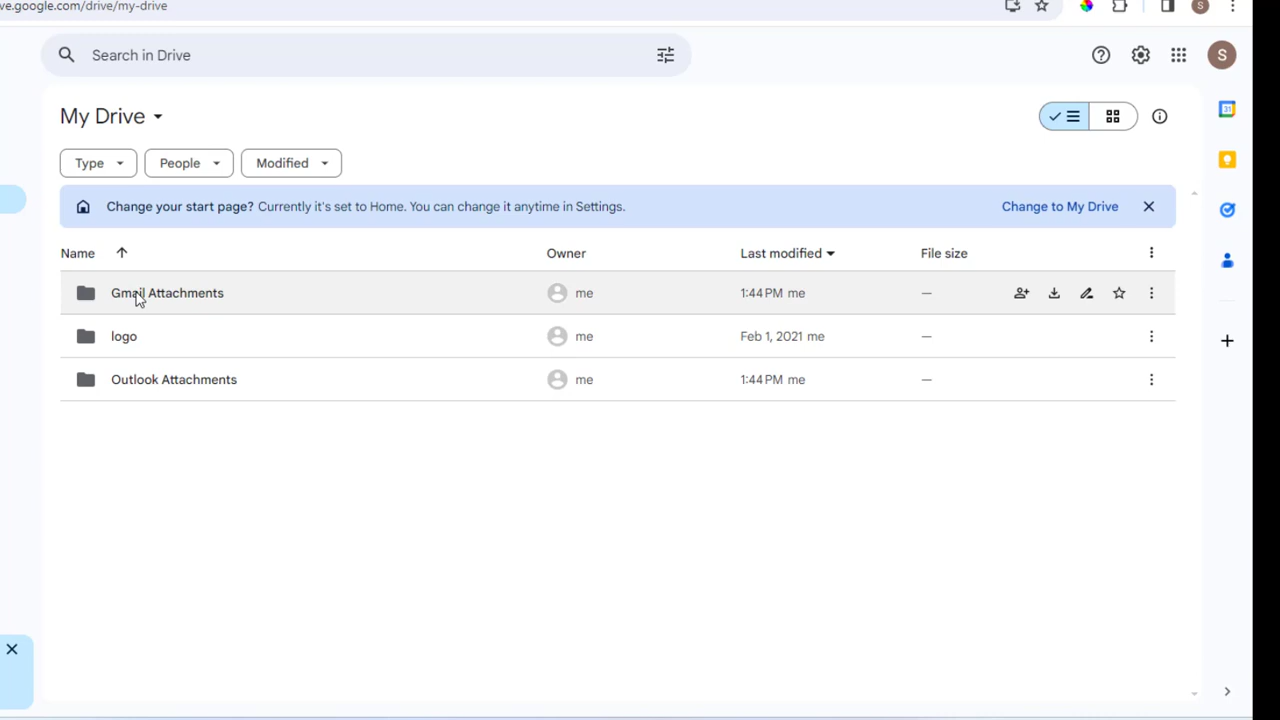 ve.google.com/drive/my-drive
S
Search in Drive
S
My Drive
31
Type People Modified
Change your start page? Currently it's set to Home. You can change it anytime in Settings. Change to My Drive
Name Owner Last modified File size
Gmail Attachments me 1:44 PM me —
logo me Feb 1, 2021 me —
Outlook Attachments me 1:44 PM me —